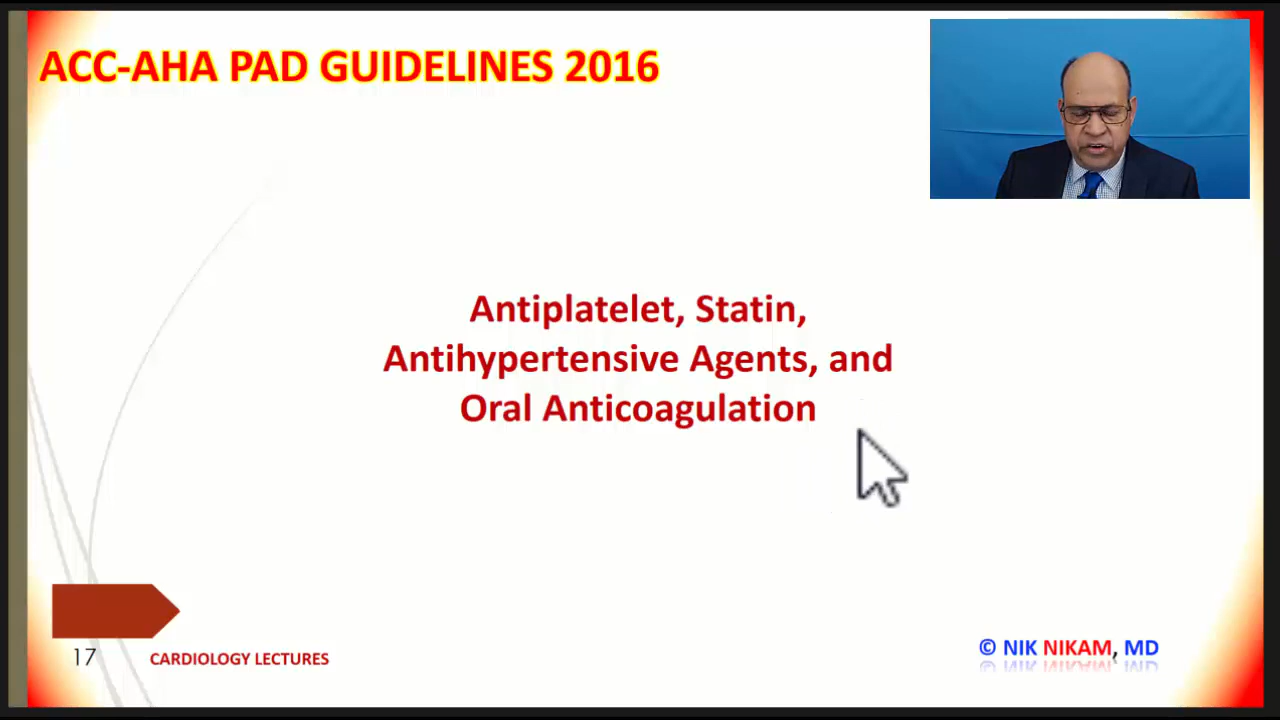 ACC-AHA PAD GUIDELINES 2016
Antiplatelet, Statin,
Antihypertensive Agents, and
Oral Anticoagulation
17
CARDIOLOGY LECTURES
© NIK NIKAM, MD